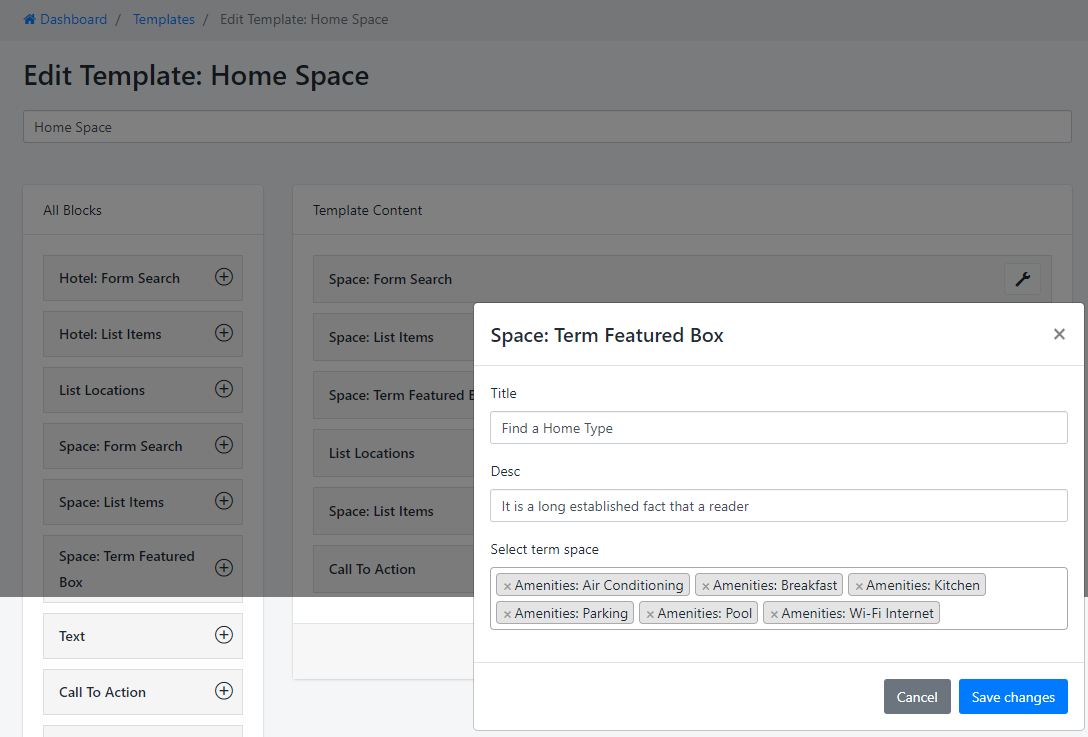 Dashboard / Templates / Edit Template: Home Space
Edit Template: Home Space
Home Space
All Blocks
Hotel: Form Search
Hotel: List Items
List Locations
Space: Form Search
Space: List Items
Space: Term Featured
Box
Text
Call To Action
Template Content
Space: Form Search
Space: List Items
Space: Term Featured
List Locations
Space: List Items
Call To Action
Space: Term Featured Box
×
Title
Find a Home Type
Desc
It is a long established fact that a reader
Select term space
× Amenities: Air Conditioning × Amenities: Breakfast × Amenities: Kitchen
× Amenities: Parking × Amenities: Pool × Amenities: Wi-Fi Internet
Cancel Save changes